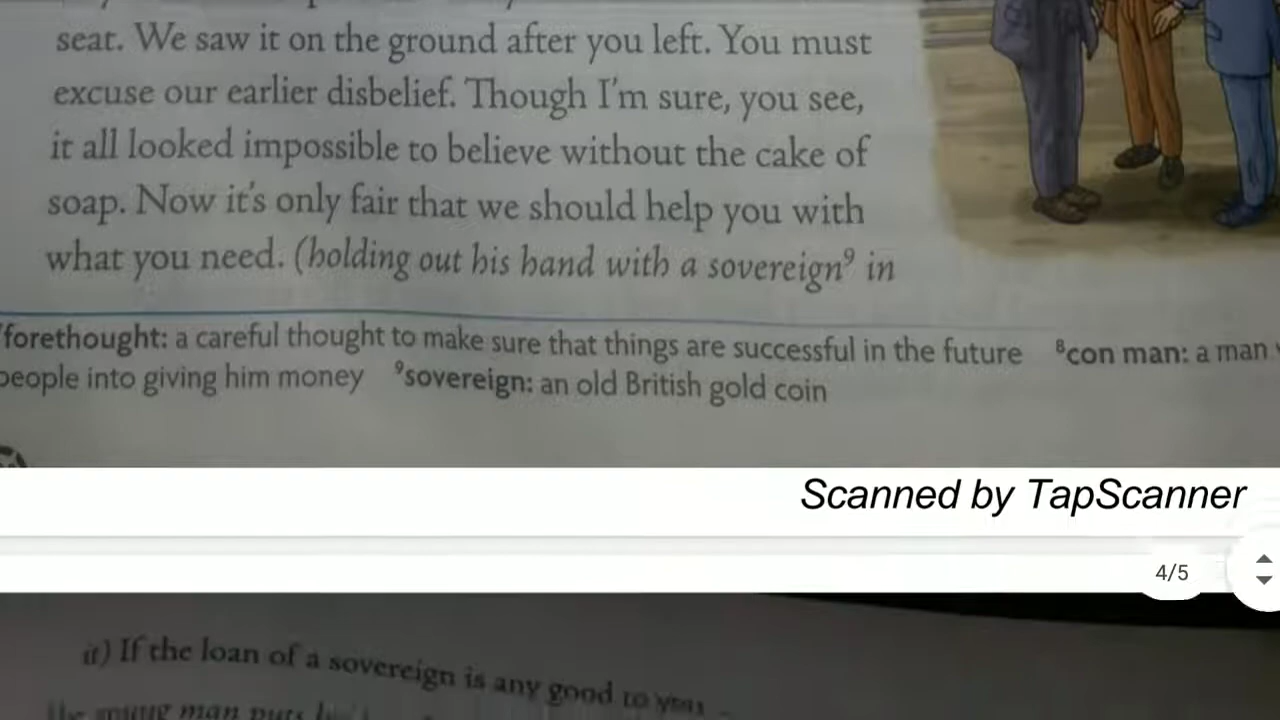 seat. We saw it on the ground after you left. You must
excuse our earlier disbelief. Though I'm sure, you see,
it all looked impossible to believe without the cake of
soap. Now it's only fair that we should help you with
what you need. (holding out his hand with a sovereign⁹ in
forethought: a careful thought to make sure that things are successful in the future ⁸con man: a man
people into giving him money ⁹sovereign: an old British gold coin
Scanned by TapScanner
4/5
it) If the loan of a sovereign is any good to you
man puts